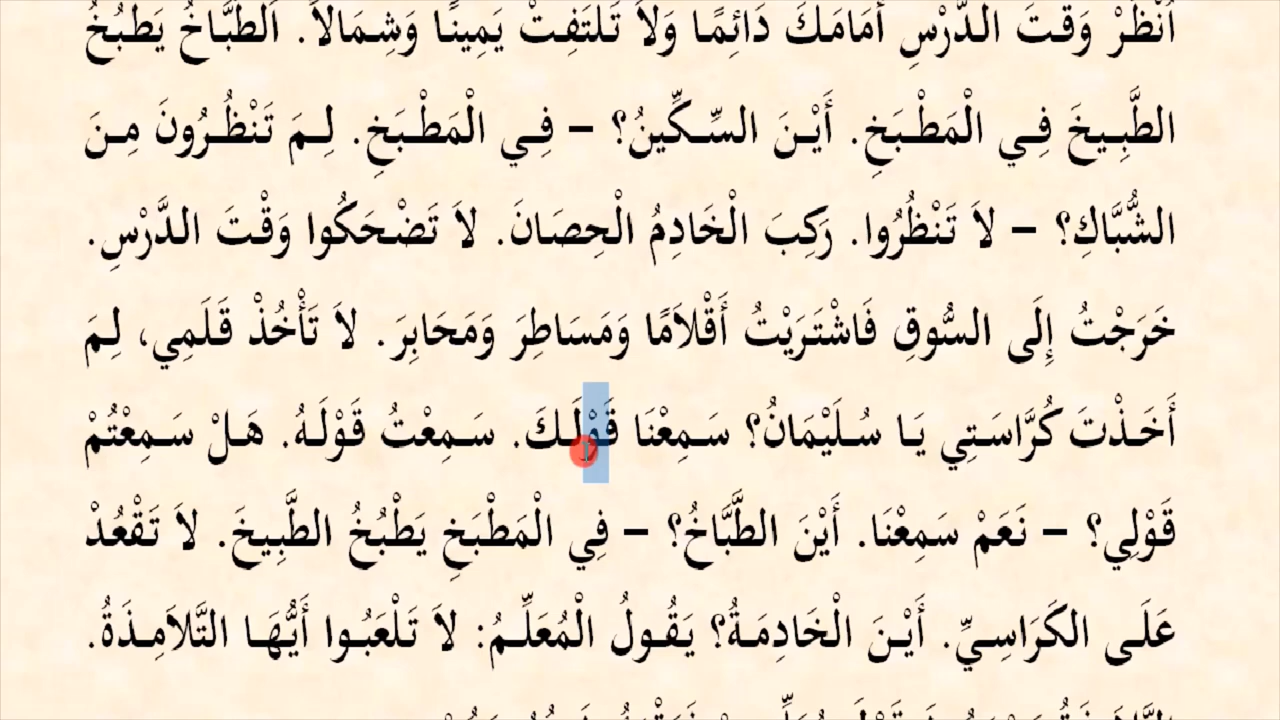 اُنْظُرْ وَقْتَ الدَّرْسِ أَمَامَكَ دَائِمًا وَلاَ تَلْتَفِتْ يَمِينًا وَشِمَالاً. اَلطَّبَّاخُ يَطْبُخُ
الطَّبِيخَ فِي الْمَطْبَخِ. أَيْنَ السِّكِّينُ؟ – فِي الْمَطْبَخِ. لِمَ تَنْظُرُونَ مِنَ
الشُّبَّاكِ؟ – لاَ تَنْظُرُوا. رَكِبَ الْخَادِمُ الْحِصَانَ. لاَ تَضْحَكُوا وَقْتَ الدَّرْسِ.
خَرَجْتُ إِلَى السُّوقِ فَاشْتَرَيْتُ أَقْلاَمًا وَمَسَاطِرَ وَمَحَابِرَ. لاَ تَأْخُذْ قَلَمِي، لِمَ
أَخَذْتَ كُرَّاسَتِي يَا سُلَيْمَانُ؟ سَمِعْنَا قَوْلَكَ. سَمِعْتُ قَوْلَهُ. هَلْ سَمِعْتُمْ
قَوْلِي؟ – نَعَمْ سَمِعْنَا. أَيْنَ الطَّبَّاخُ؟ – فِي الْمَطْبَخِ يَطْبُخُ الطَّبِيخَ. لاَ تَقْعُدْ
عَلَى الكَرَاسِيِّ. أَيْنَ الْخَادِمَةُ؟ يَقُولُ الْمُعَلِّمُ: لاَ تَلْعَبُوا أَيُّهَا التَّلاَمِذَةُ.